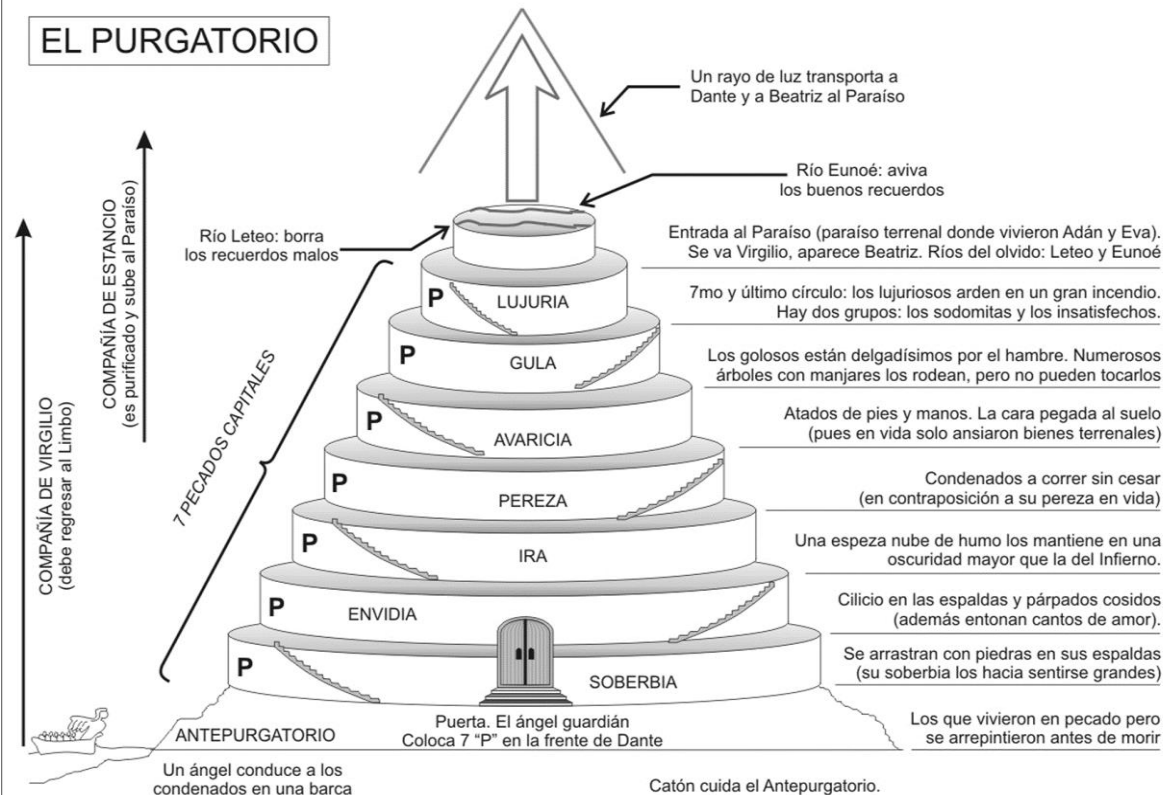 EL PURGATORIO
Un rayo de luz transporta a
Dante y a Beatriz al Paraíso
Río Eunoé: aviva
los buenos recuerdos
Río Leteo: borra
los recuerdos malos
Entrada al Paraíso (paraíso terrenal donde vivieron Adán y Eva).
Se va Virgilio, aparece Beatriz. Ríos del olvido: Leteo y Eunoé
COMPAÑÍA DE VIRGILIO
(debe regresar al Limbo)
COMPAÑÍA DE ESTANCIO
(es purificado y sube al Paraíso)
7 PECADOS CAPITALES
P
LUJURIA
7mo y último círculo: los lujuriosos arden en un gran incendio.
Hay dos grupos: los sodomitas y los insatisfechos.
P
GULA
Los golosos están delgadísimos por el hambre. Numerosos
árboles con manjares los rodean, pero no pueden tocarlos
P
AVARICIA
Atados de pies y manos. La cara pegada al suelo
(pues en vida solo ansiaron bienes terrenales)
P
PEREZA
Condenados a correr sin cesar
(en contraposición a su pereza en vida)
P
IRA
Una espeza nube de humo los mantiene en una
oscuridad mayor que la del Infierno.
P
ENVIDIA
Cilicio en las espaldas y párpados cosidos
(además entonan cantos de amor).
P
SOBERBIA
Se arrastran con piedras en sus espaldas
(su soberbia los hacia sentirse grandes)
ANTEPURGATORIO
Puerta. El ángel guardián
Coloca 7 “P” en la frente de Dante
Los que vivieron en pecado pero
se arrepintieron antes de morir
Un ángel conduce a los
condenados en una barca
Catón cuida el Antepurgatorio.